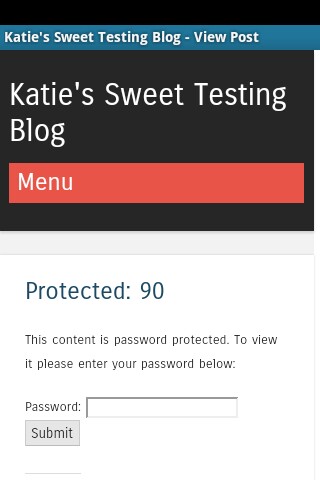 Katie's Sweet Testing Blog - View Post
Katie's Sweet Testing
Blog
Menu
Protected: 90
This content is password protected. To view
it please enter your password below:
Password:
Submit